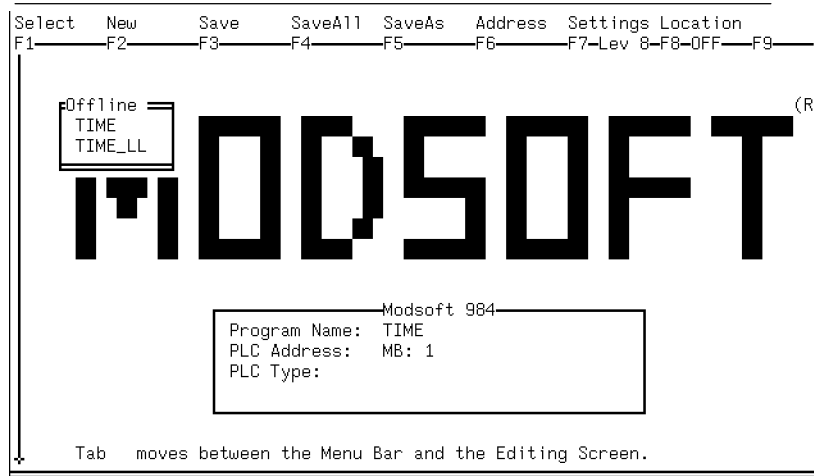 Select New Save SaveAll SaveAs Address Settings Location
F1 F2 F3 F4 F5 F6 F7-Lev 8-F8-OFF F9
Offline
TIME
TIME_LL
(R
MODSOFT
Modsoft 984
Program Name: TIME
PLC Address: MB: 1
PLC Type:
Tab moves between the Menu Bar and the Editing Screen.